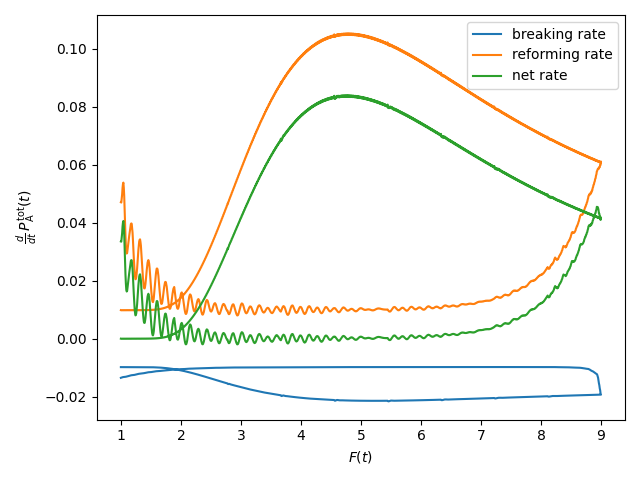 breaking rate
reforming rate
net rate
0.10
0.08
0.06
0.04
0.02
0.00
−0.02
d/dt P_A^tot(t)
1 2 3 4 5 6 7 8 9
F(t)